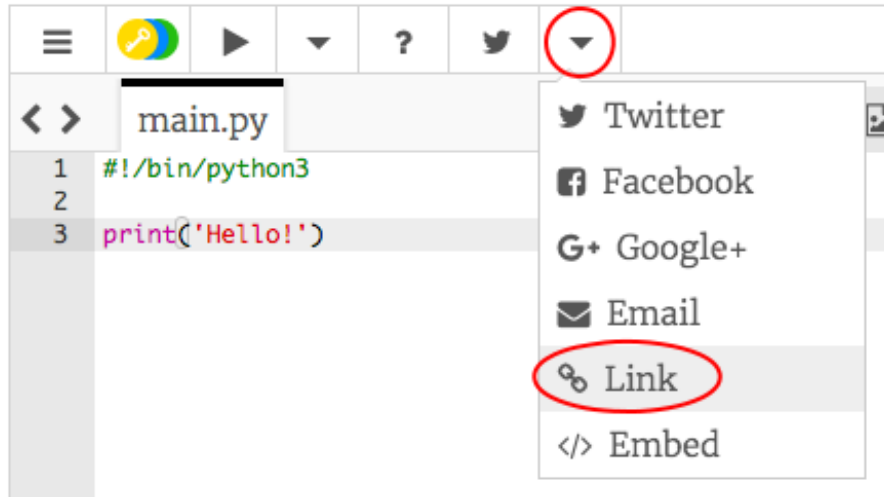 ?
main.py
1 #!/bin/python3
2
3 print('Hello!')
Twitter
Facebook
G+ Google+
Email
Link
</> Embed